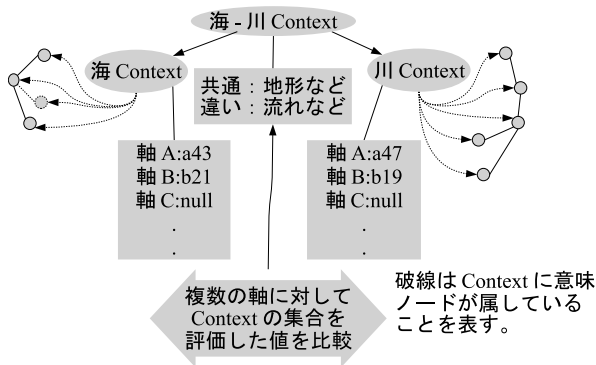 海 - 川 Context
海 Context
川 Context
共通：地形など
違い：流れなど
軸 A:a43
軸 B:b21
軸 C:null
.
.
軸 A:a47
軸 B:b19
軸 C:null
.
.
複数の軸に対して
Context の集合を
評価した値を比較
破線は Context に意味
ノードが属している
ことを表す。